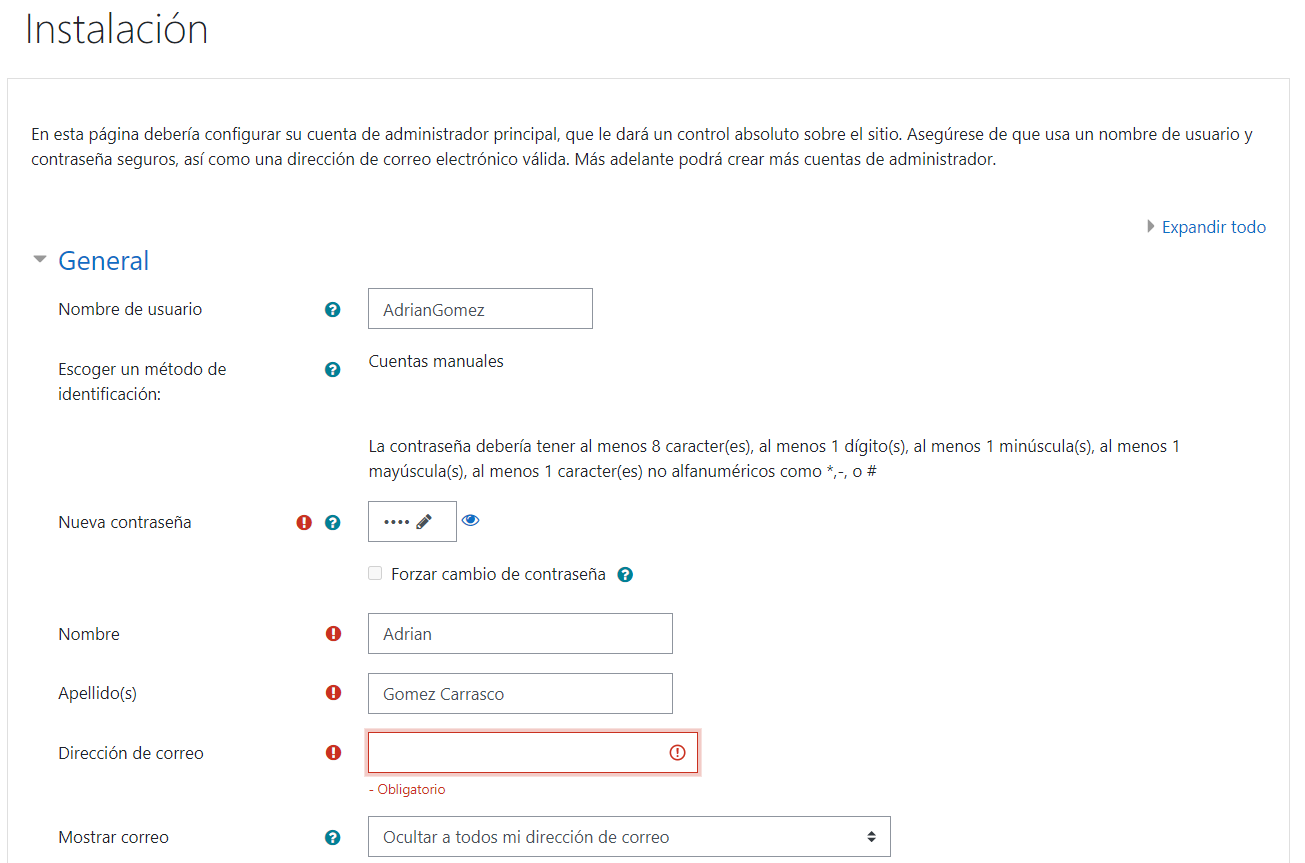 Instalación
En esta página debería configurar su cuenta de administrador principal, que le dará un control absoluto sobre el sitio. Asegúrese de que usa un nombre de usuario y
contraseña seguros, así como una dirección de correo electrónico válida. Más adelante podrá crear más cuentas de administrador.
Expandir todo
General
Nombre de usuario
AdrianGomez
Escoger un método de
identificación:
Cuentas manuales
La contraseña debería tener al menos 8 caracter(es), al menos 1 dígito(s), al menos 1 minúscula(s), al menos 1
mayúscula(s), al menos 1 caracter(es) no alfanuméricos como *,-, o #
Nueva contraseña
••••
Forzar cambio de contraseña
Nombre
Adrian
Apellido(s)
Gomez Carrasco
Dirección de correo
- Obligatorio
Mostrar correo
Ocultar a todos mi dirección de correo